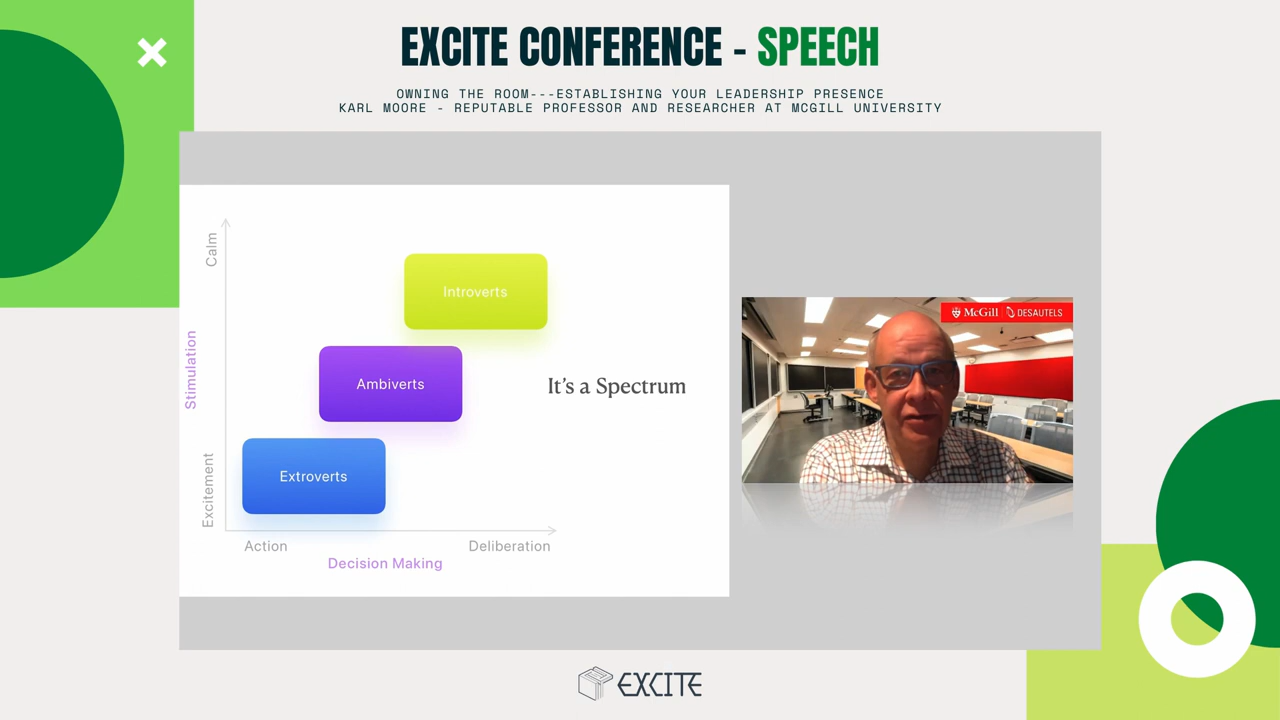 EXCITE CONFERENCE - SPEECH
OWNING THE ROOM---ESTABLISHING YOUR LEADERSHIP PRESENCE
KARL MOORE - REPUTABLE PROFESSOR AND RESEARCHER AT MCGILL UNIVERSITY
Calm
Stimulation
Excitement
Introverts
Ambiverts
Extroverts
It's a Spectrum
Action
Deliberation
Decision Making
McGill DESAUTELS
EXCITE